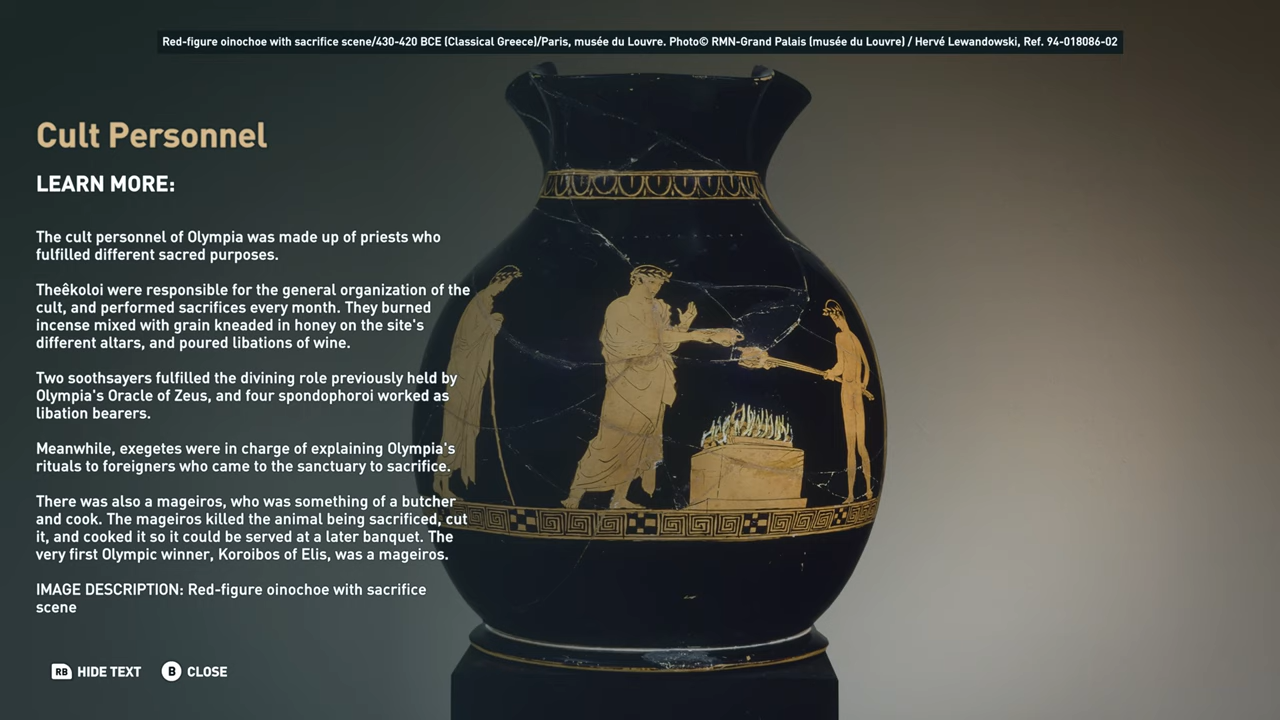 Red-figure oinochoe with sacrifice scene/430-420 BCE (Classical Greece)/Paris, musée du Louvre. Photo© RMN-Grand Palais (musée du Louvre) / Hervé Lewandowski, Ref. 94-018086-02
Cult Personnel
LEARN MORE:
The cult personnel of Olympia was made up of priests who
fulfilled different sacred purposes.
Theêkoloi were responsible for the general organization of the
cult, and performed sacrifices every month. They burned
incense mixed with grain kneaded in honey on the site's
different altars, and poured libations of wine.
Two soothsayers fulfilled the divining role previously held by
Olympia's Oracle of Zeus, and four spondophoroi worked as
libation bearers.
Meanwhile, exegetes were in charge of explaining Olympia's
rituals to foreigners who came to the sanctuary to sacrifice.
There was also a mageiros, who was something of a butcher
and cook. The mageiros killed the animal being sacrificed, cut
it, and cooked it so it could be served at a later banquet. The
very first Olympic winner, Koroibos of Elis, was a mageiros.
IMAGE DESCRIPTION: Red-figure oinochoe with sacrifice
scene
RB HIDE TEXT B CLOSE